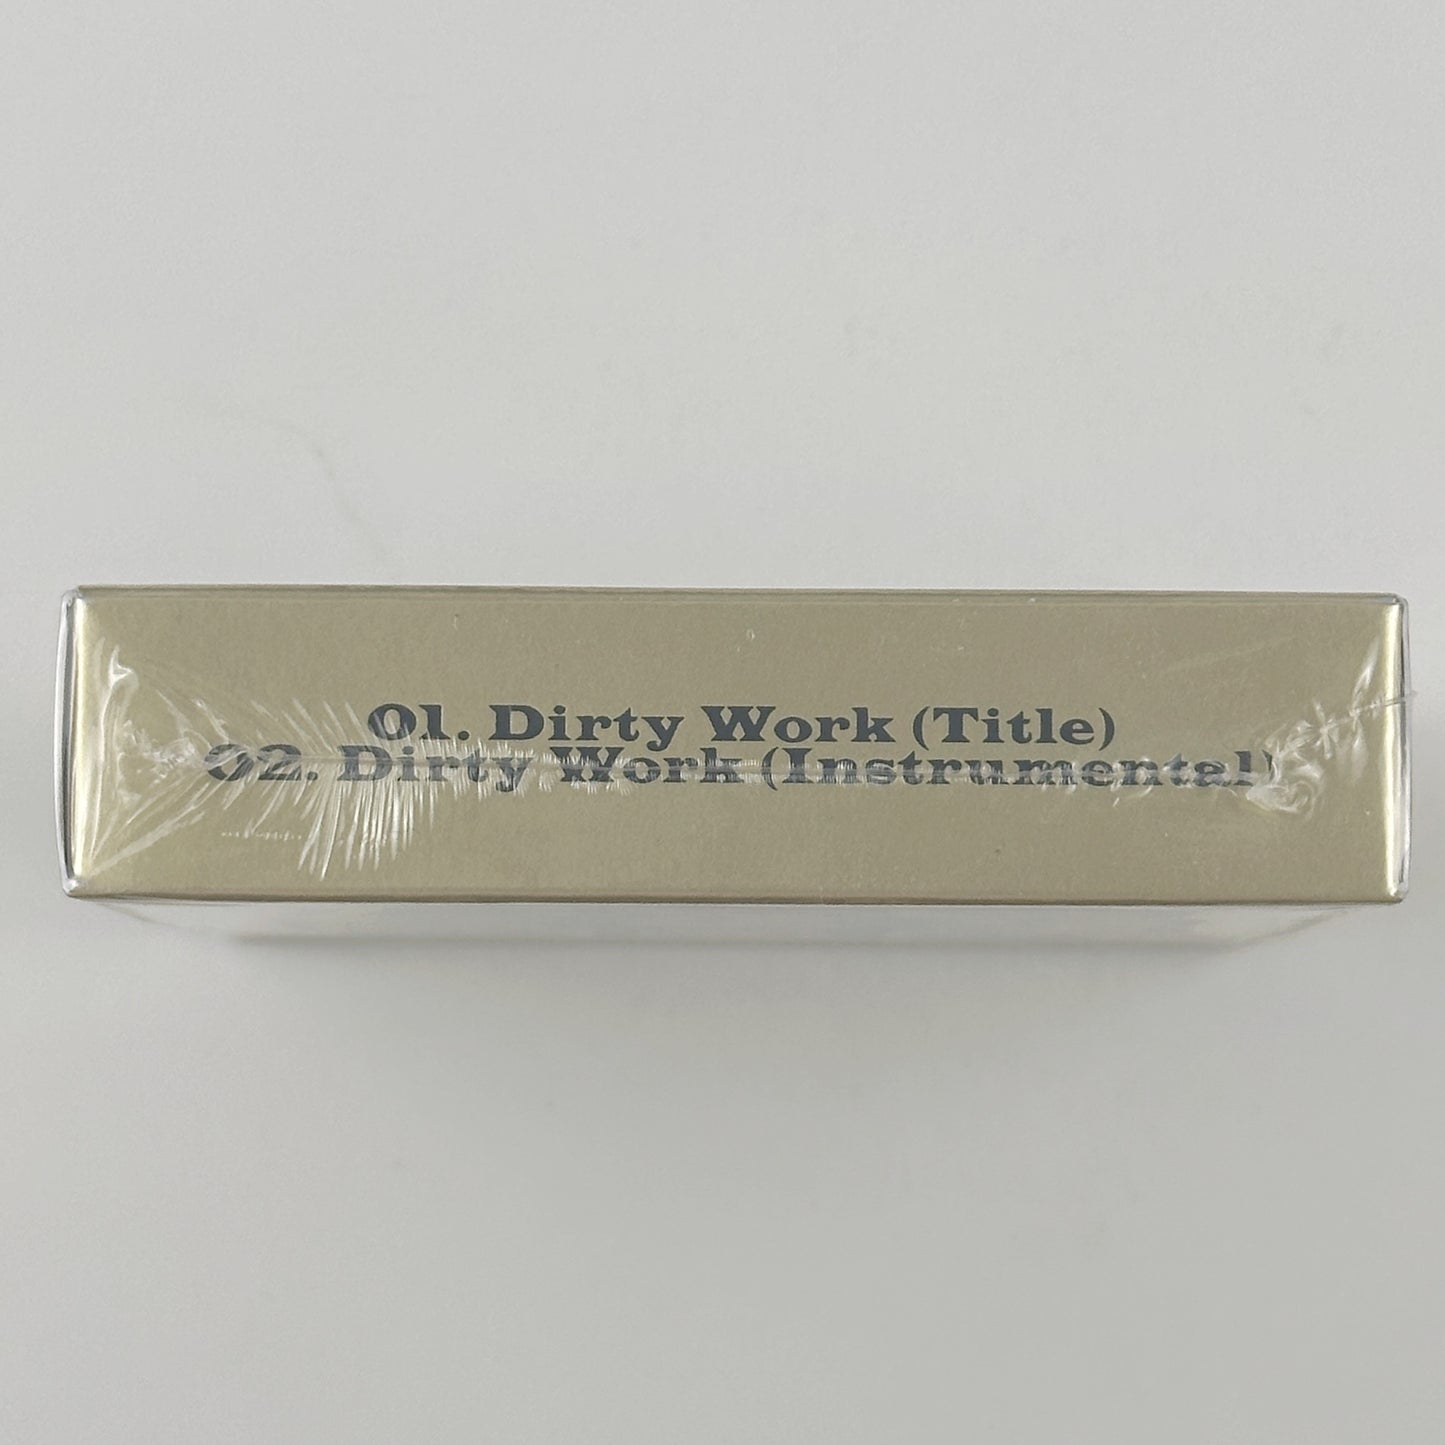 01. Dirty Work (Title)
02. Dirty Work (Instrumental)